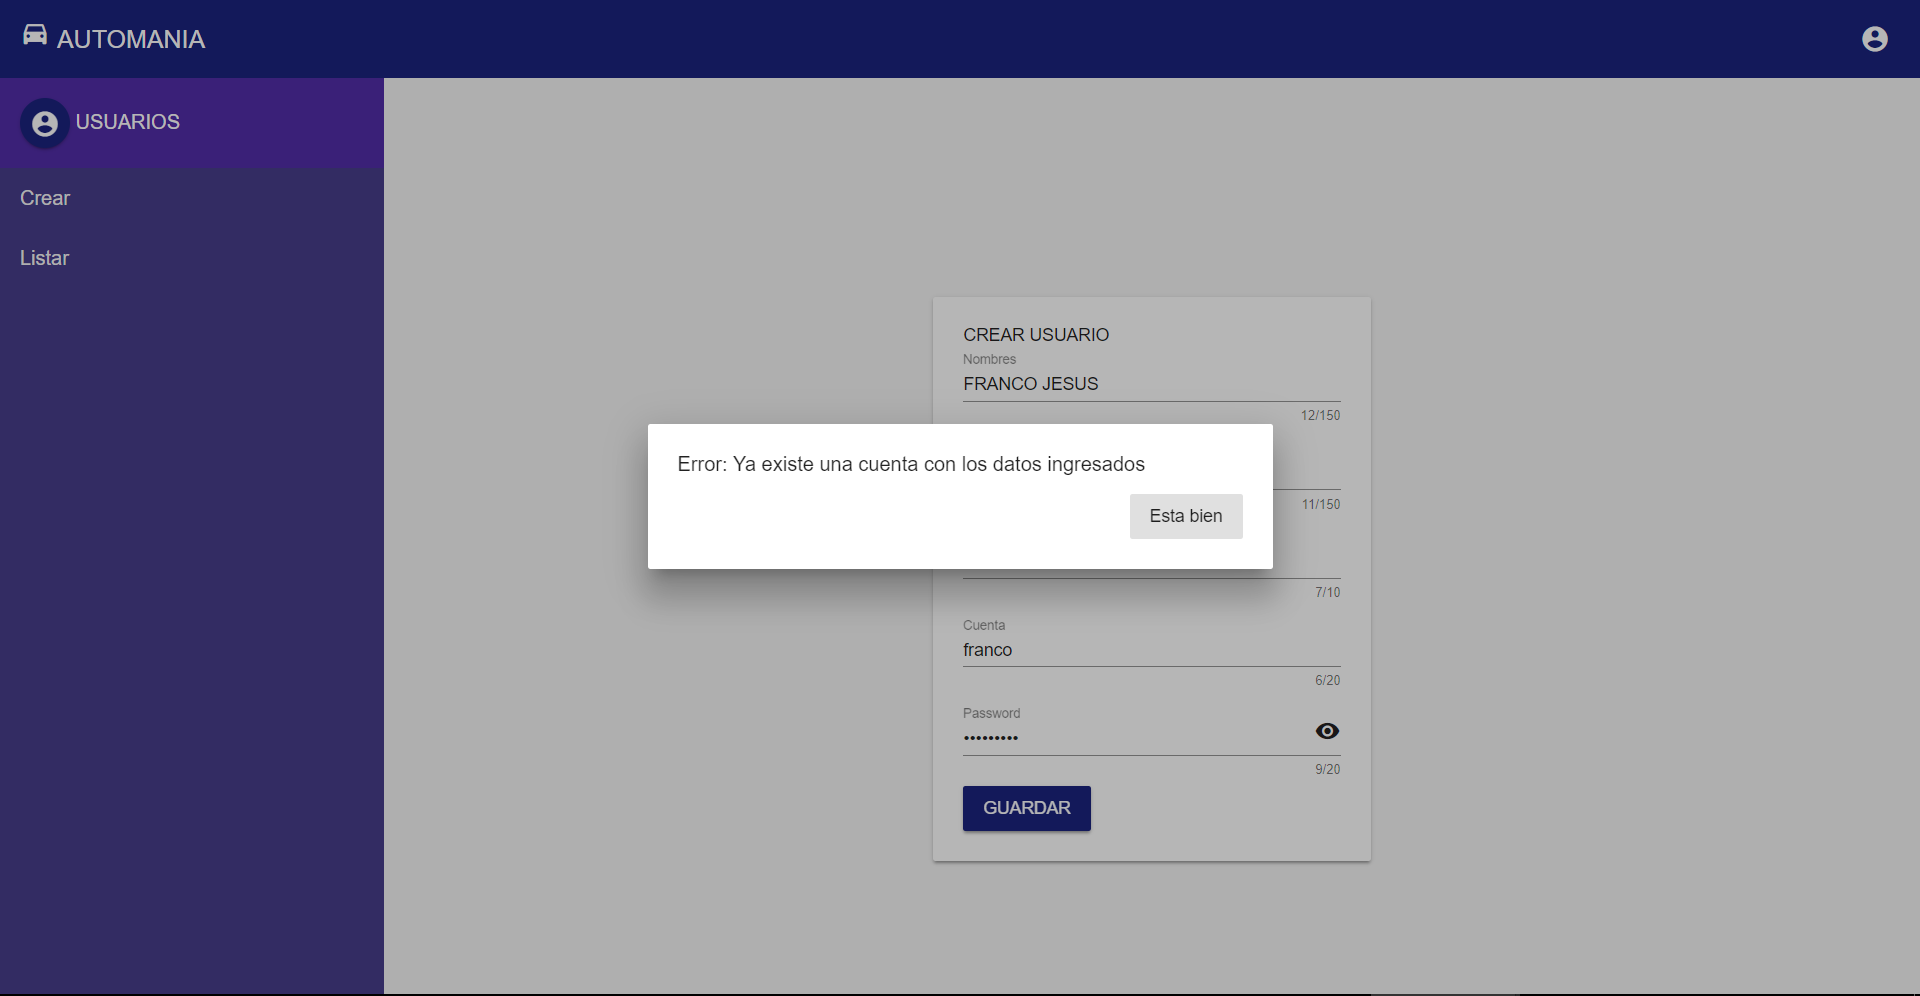 AUTOMANIA
USUARIOS
Crear
Listar
CREAR USUARIO
Nombres
FRANCO JESUS
12/150
Error: Ya existe una cuenta con los datos ingresados
Esta bien
11/150
7/10
Cuenta
franco
6/20
Password
•••••••••
9/20
GUARDAR